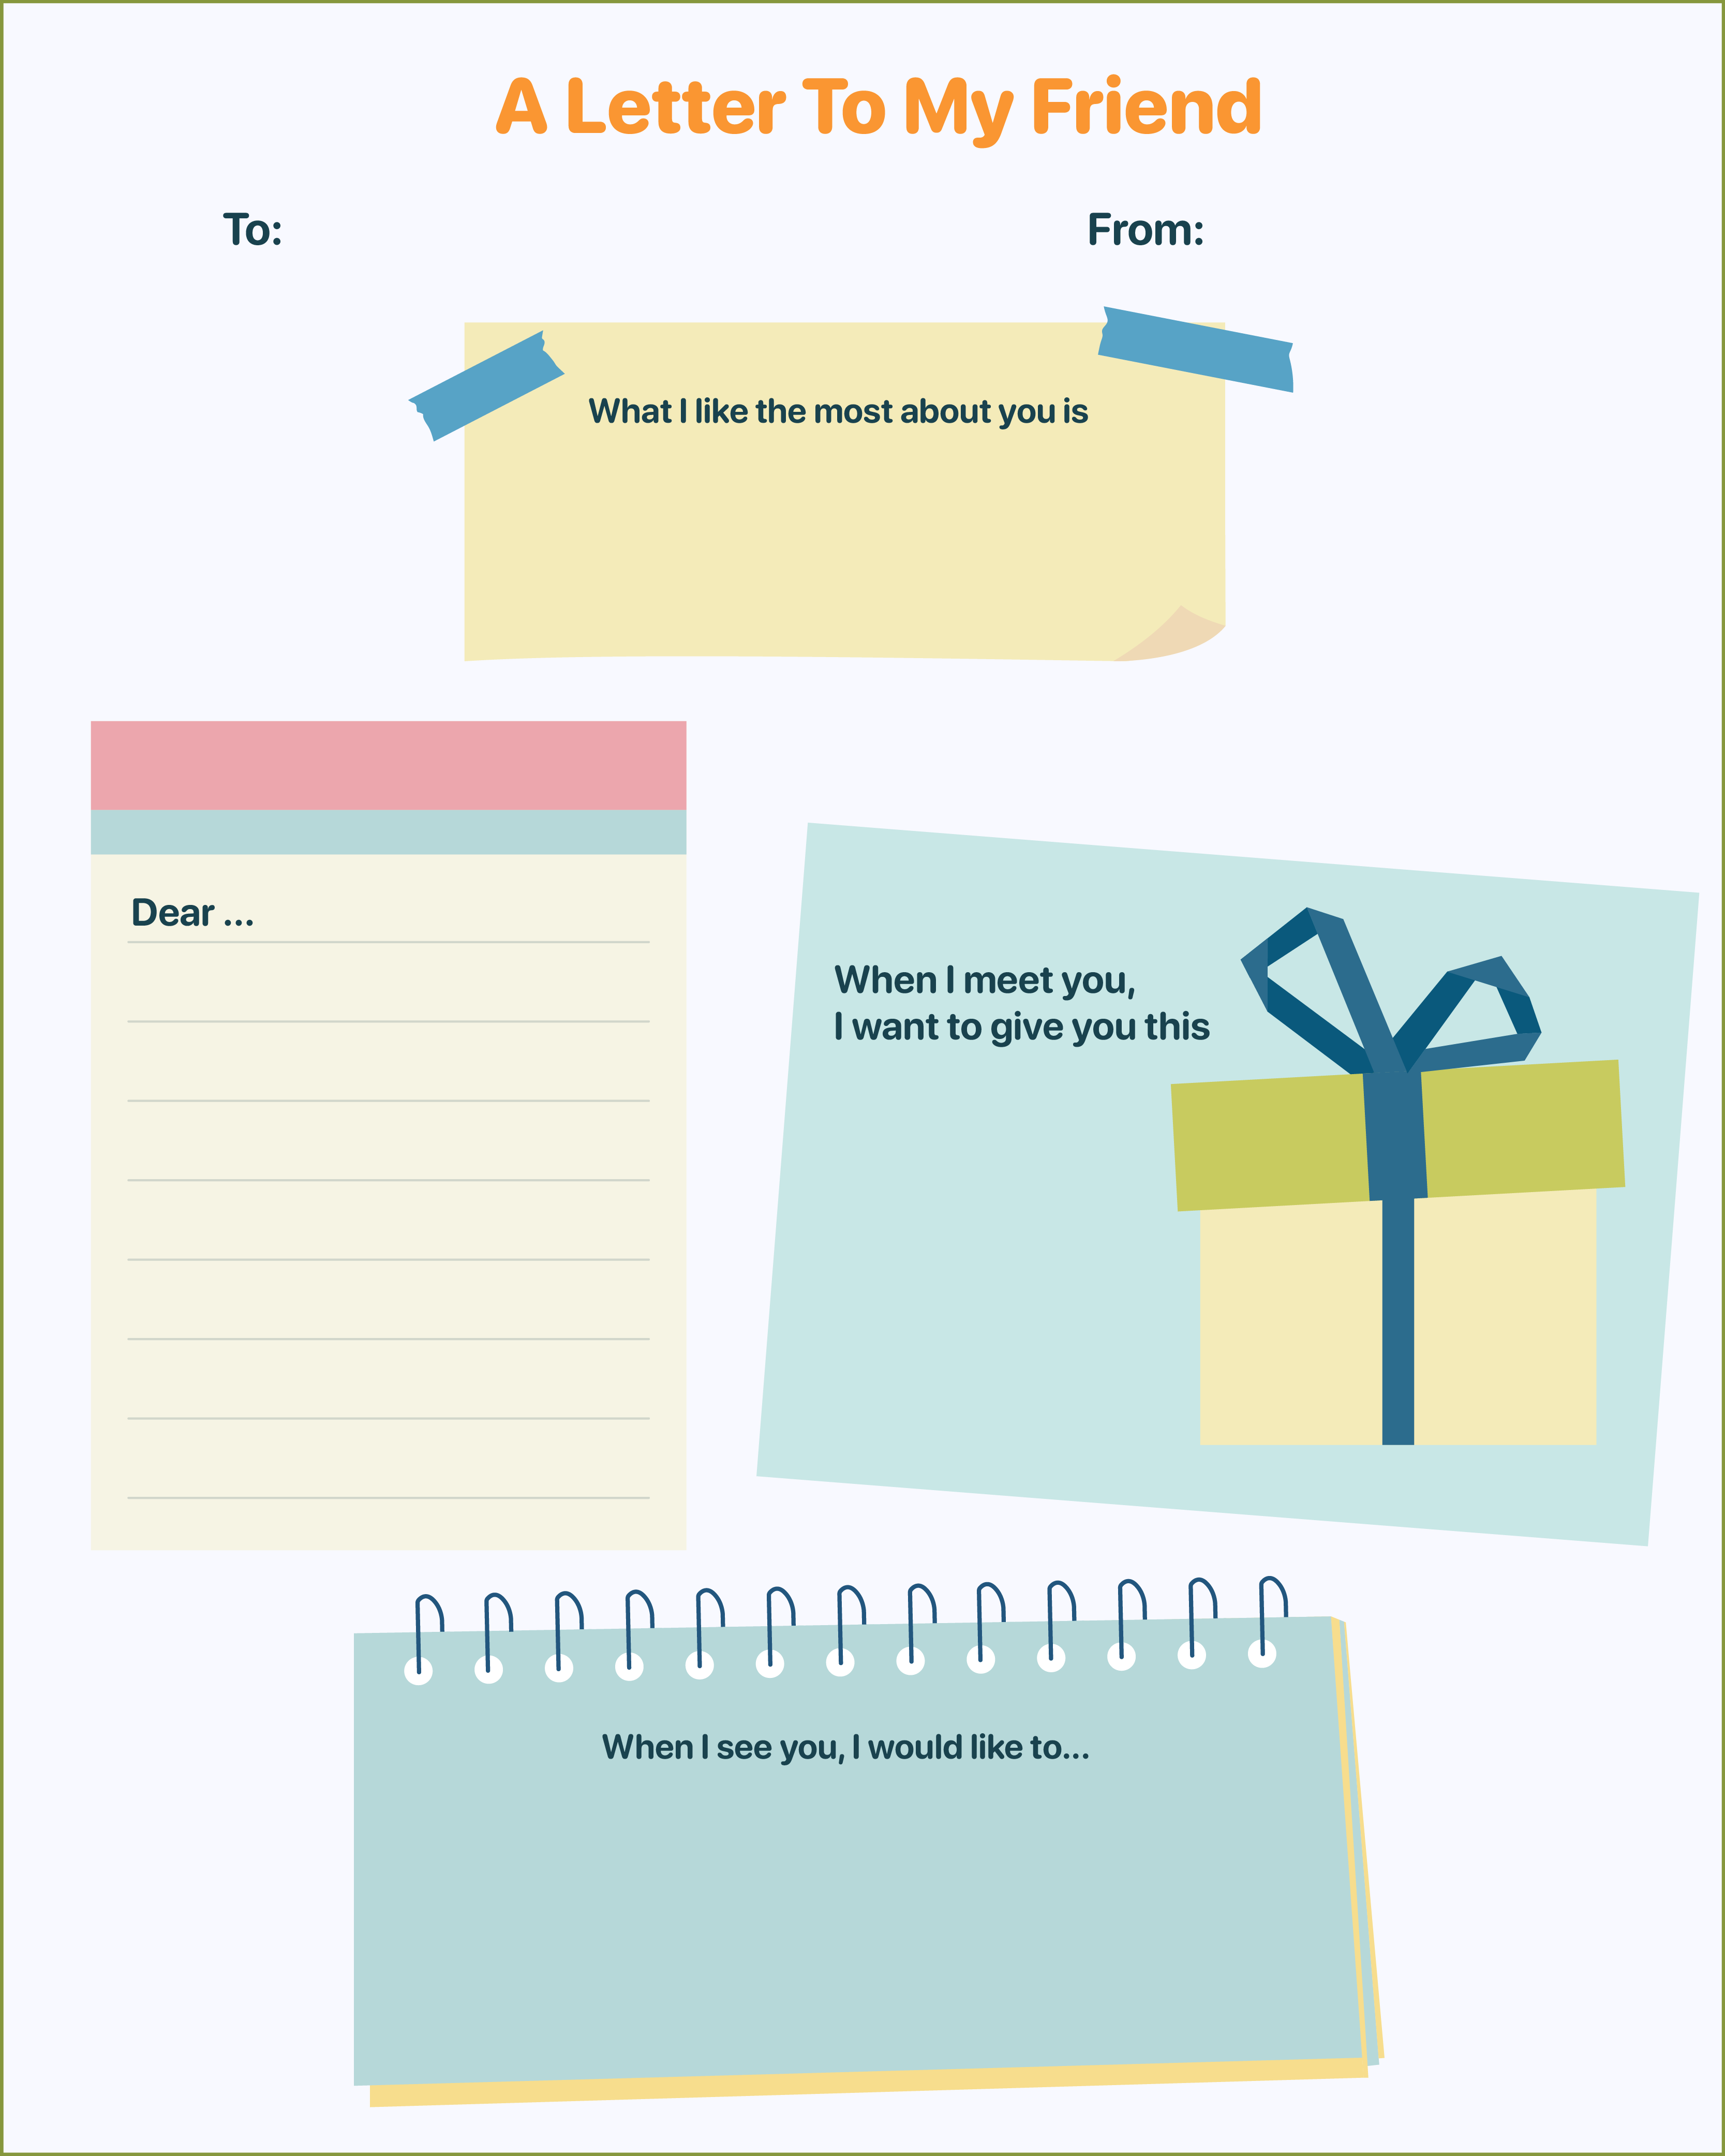 A Letter To My Friend
To:
From:
What I like the most about you is
Dear ...
When I meet you,
I want to give you this
When I see you, I would like to...